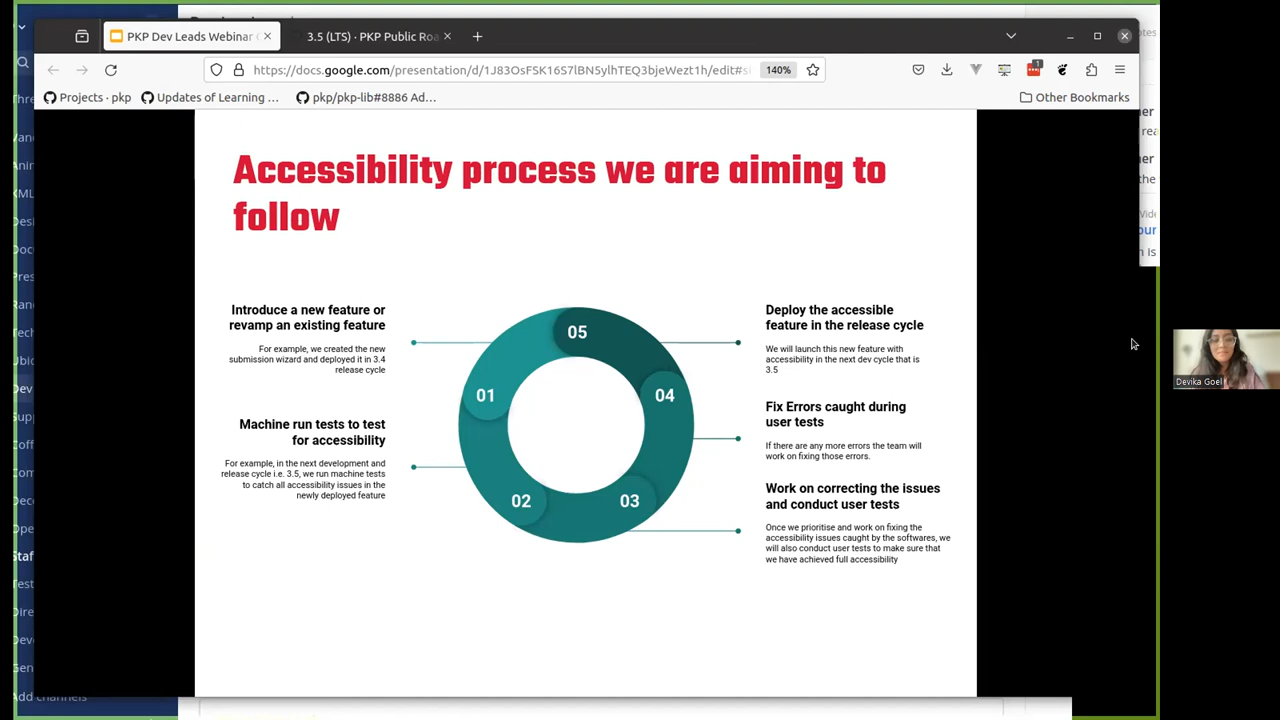 PKP Dev Leads Webinar
3.5 (LTS) · PKP Public Roa
https://docs.google.com/presentation/d/1J83OsFSK16S7lBN5ylhTEQ3bjeWezt1h/edit#sl
140%
1
Projects · pkp
Updates of Learning ...
pkp/pkp-lib#8886 Ad...
Other Bookmarks
Accessibility process we are aiming to
follow
Introduce a new feature or
revamp an existing feature
For example, we created the new
submission wizard and deployed it in 3.4
release cycle
Machine run tests to test
for accessibility
For example, in the next development and
release cycle i.e. 3.5, we run machine tests
to catch all accessibility issues in the
newly deployed feature
01
02
03
04
05
Deploy the accessible
feature in the release cycle
We will launch this new feature with
accessibility in the next dev cycle that is
3.5
Fix Errors caught during
user tests
If there are any more errors the team will
work on fixing those errors.
Work on correcting the issues
and conduct user tests
Once we prioritise and work on fixing the
accessibility issues caught by the softwares, we
will also conduct user tests to make sure that
we have achieved full accessibility
Devika Goel
Add channels